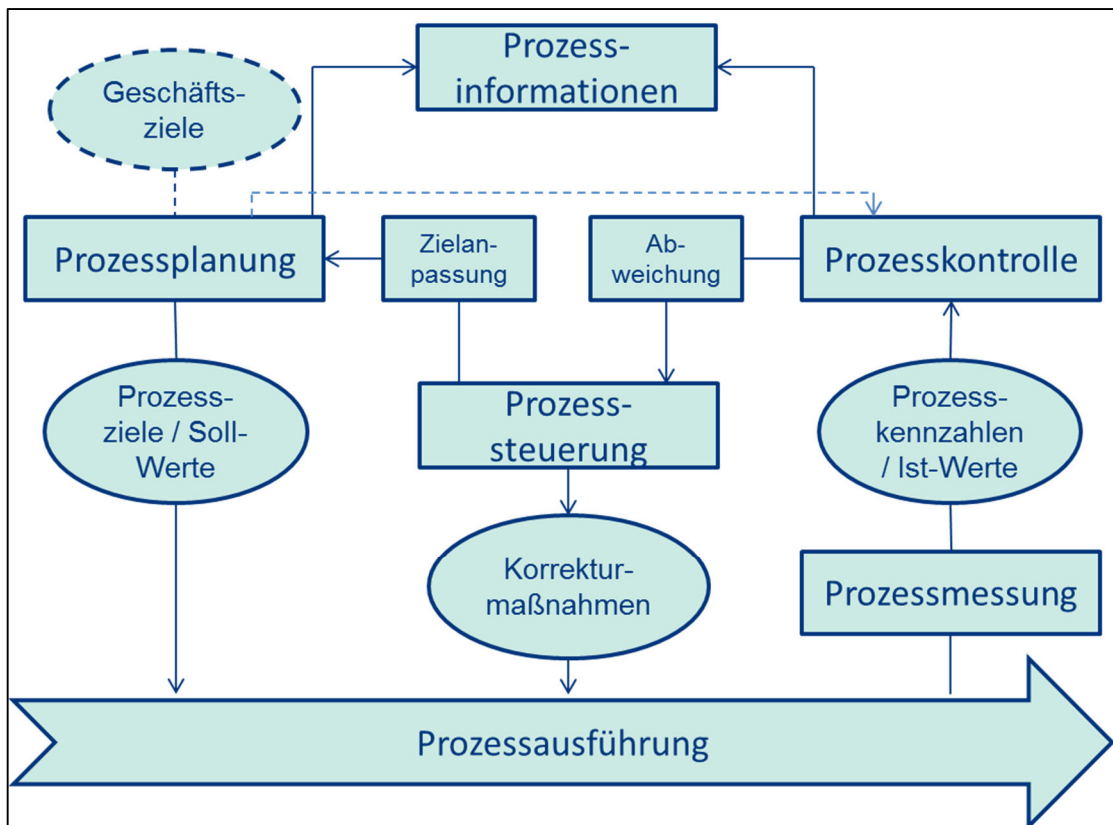 Prozess-
informationen
Geschäfts-
ziele
Prozessplanung
Zielan-
passung
Ab-
weichung
Prozesskontrolle
Prozess-
ziele / Soll-
Werte
Prozess-
steuerung
Prozess-
kennzahlen
/ Ist-Werte
Korrektur-
maßnahmen
Prozessmessung
Prozessausführung